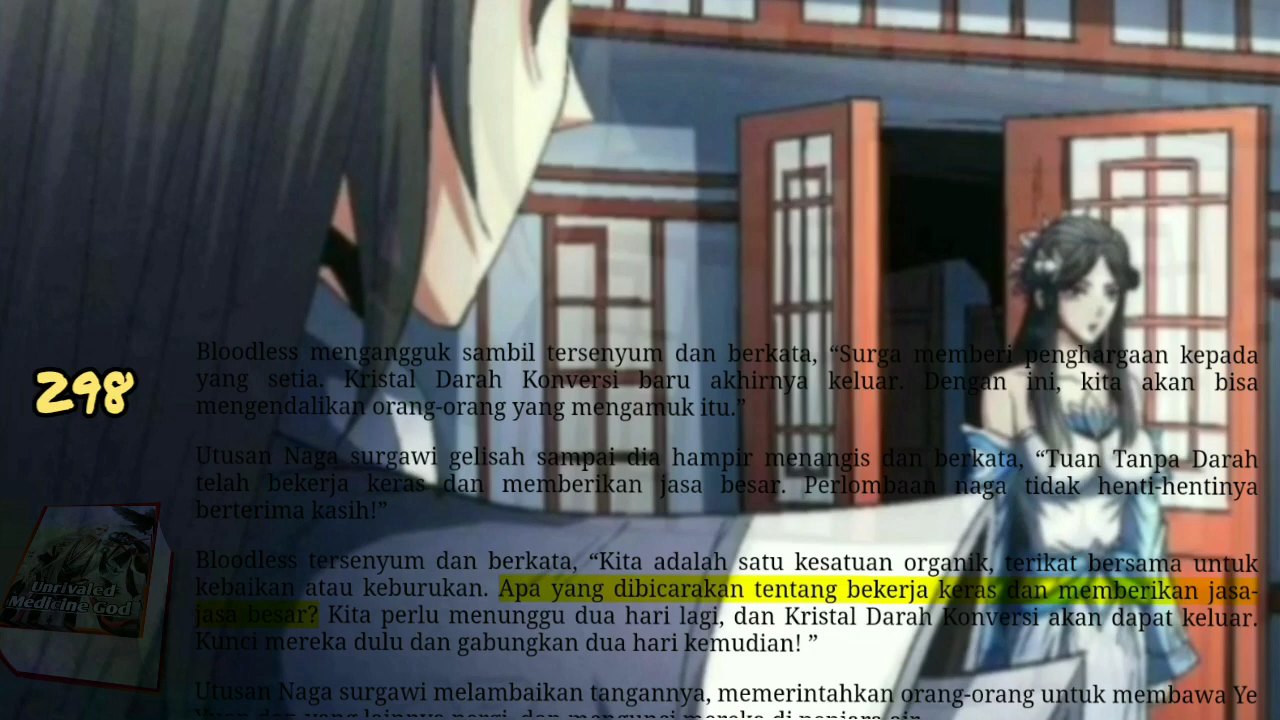 Bloodless mengangguk sambil tersenyum dan berkata, “Surga memberi penghargaan kepada
yang setia. Kristal Darah Konversi baru akhirnya keluar. Dengan ini, kita akan bisa
mengendalikan orang-orang yang mengamuk itu.”
298
Utusan Naga surgawi gelisah sampai dia hampir menangis dan berkata, “Tuan Tanpa Darah
telah bekerja keras dan memberikan jasa besar. Perlombaan naga tidak henti-hentinya
berterima kasih!”
Bloodless tersenyum dan berkata, “Kita adalah satu kesatuan organik, terikat bersama untuk
kebaikan atau keburukan. Apa yang dibicarakan tentang bekerja keras dan memberikan jasa-
jasa besar? Kita perlu menunggu dua hari lagi, dan Kristal Darah Konversi akan dapat keluar.
Kunci mereka dulu dan gabungkan dua hari kemudian! ”
Unrivaled
Medicine God
Utusan Naga surgawi melambaikan tangannya, memerintahkan orang-orang untuk membawa Ye